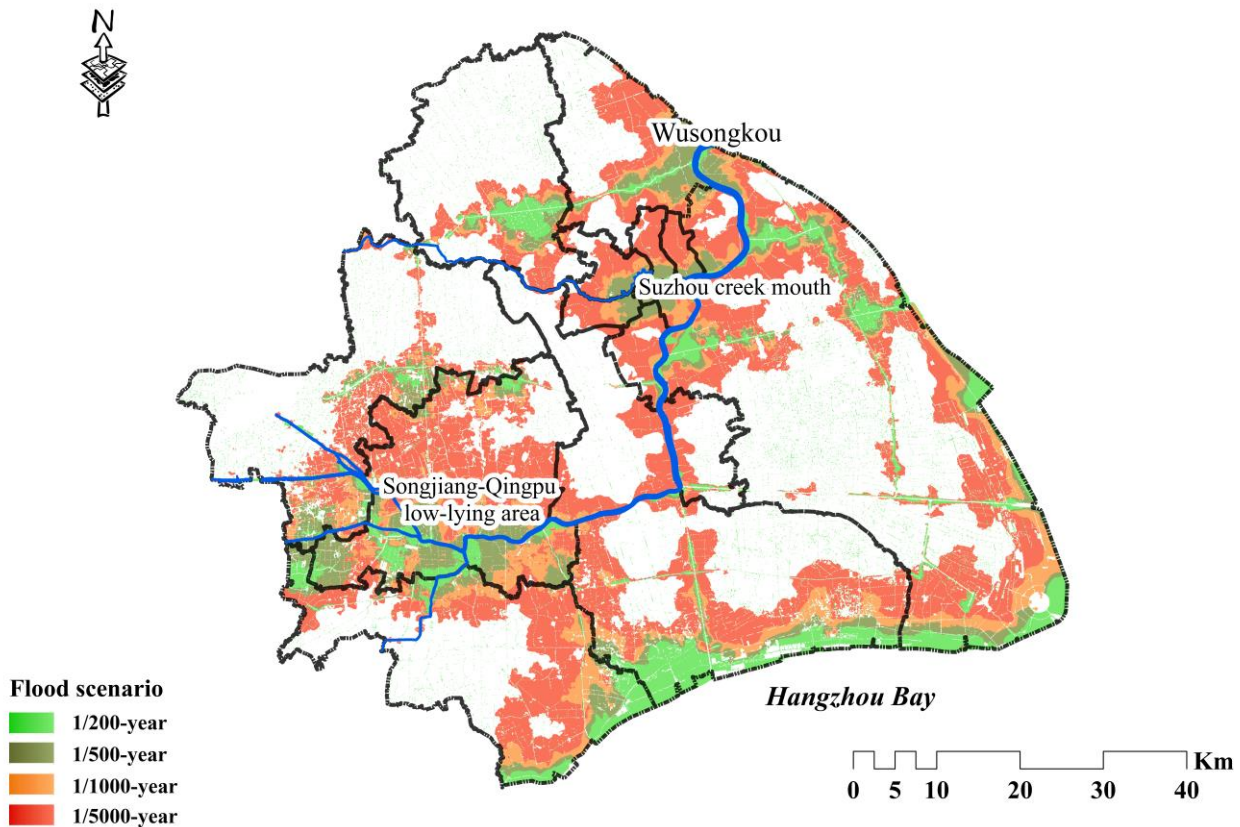 N
Wusongkou
Suzhou creek mouth
Songjiang-Qingpu
low-lying area
Hangzhou Bay
Flood scenario
1/200-year
1/500-year
1/1000-year
1/5000-year
Km
0 5 10 20 30 40